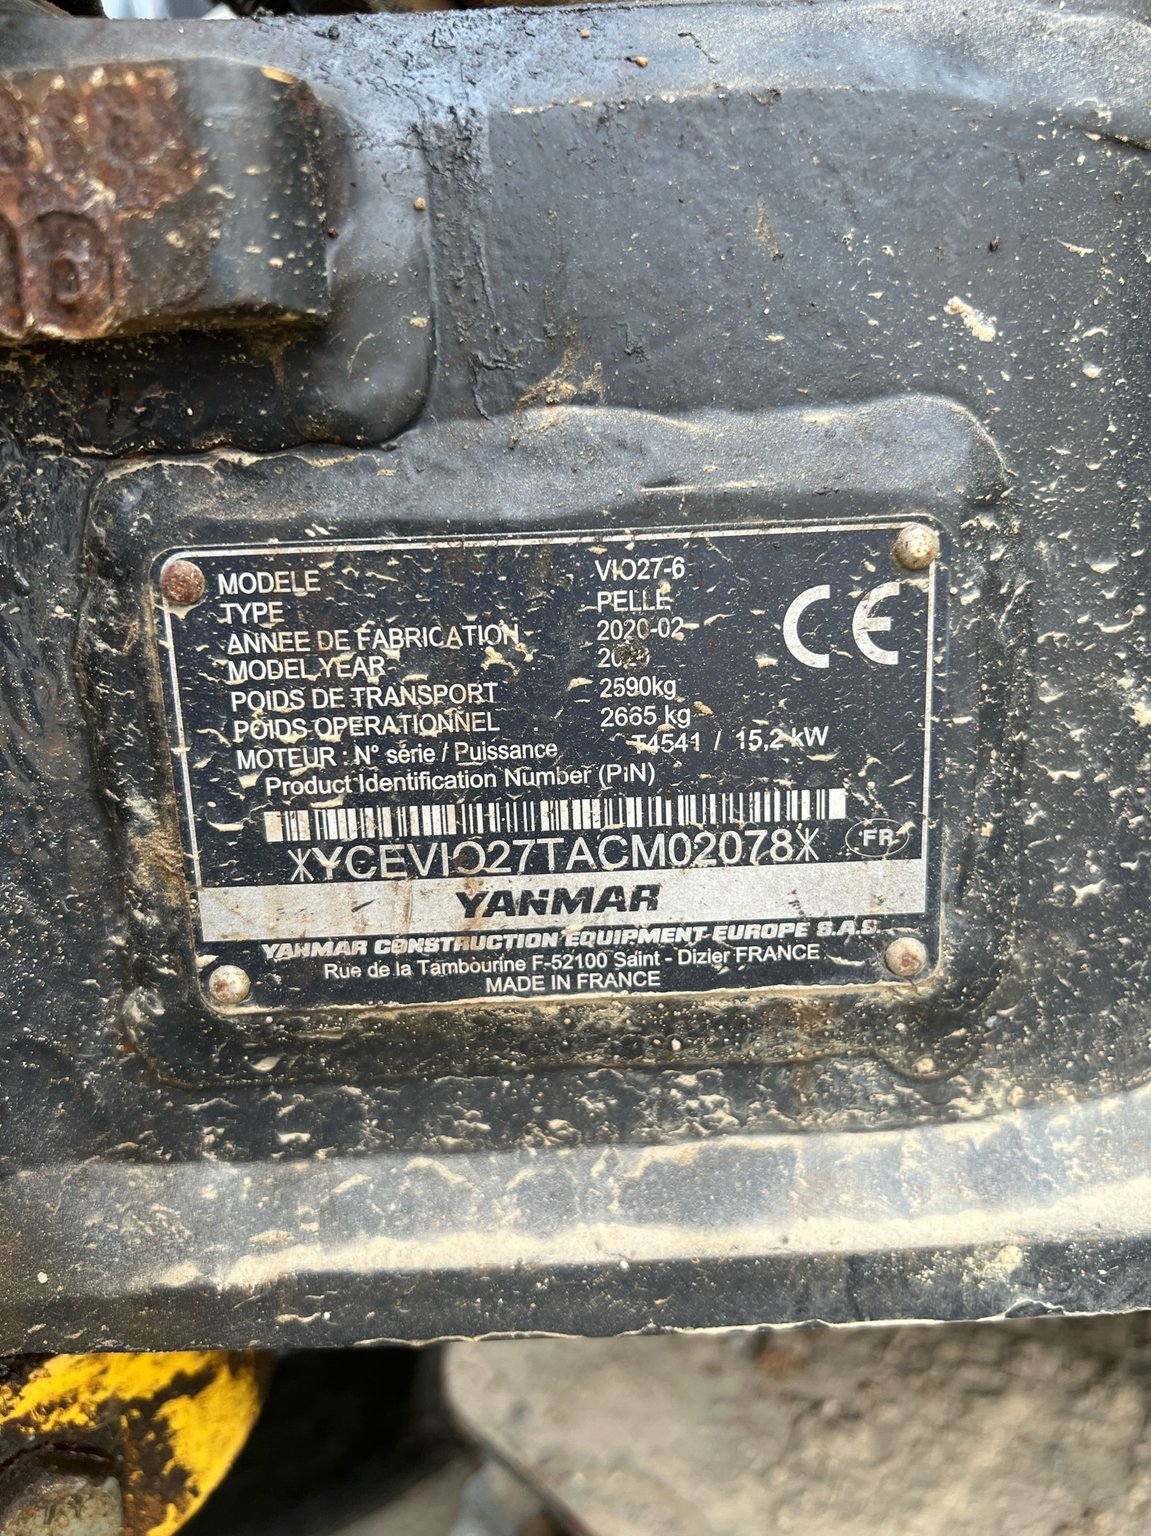 MODELE VIO27-6
TYPE PELLE
ANNEE DE FABRICATION 2020-02
MODEL YEAR
POIDS DE TRANSPORT 2590kg
POIDS OPERATIONNEL 2665 kg
MOTEUR : N° série / Puissance T4541 / 15,2 kW
Product Identification Number (PIN)
*YCEVIO27TACM02078*
FR
CE
YANMAR
YANMAR CONSTRUCTION EQUIPMENT EUROPE S.A.S.
Rue de la Tambourine F-52100 Saint - Dizier FRANCE
MADE IN FRANCE